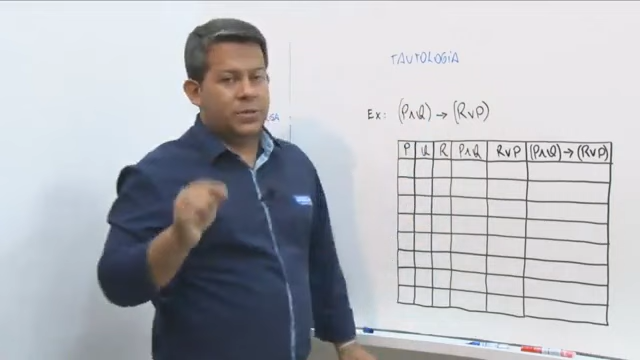 TAUTOLOGIA
Ex: (P∧Q) → (R∨P)
P Q R P∧Q R∨P (P∧Q) → (R∨P)